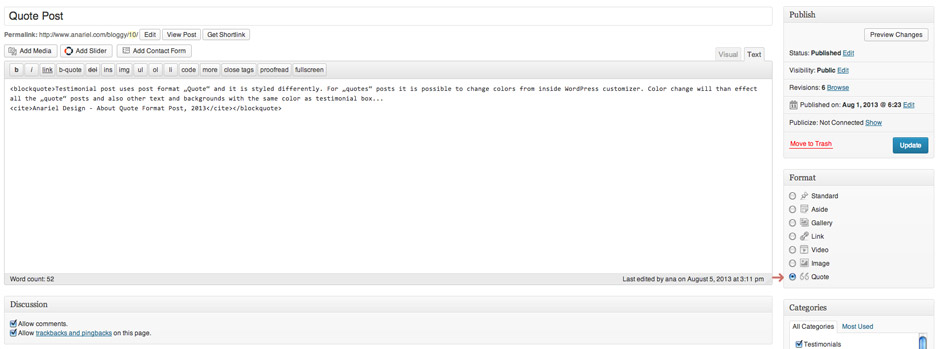 Quote Post
Permalink: http://www.anariel.com/bloggy/10/ Edit View Post Get Shortlink
Add Media Add Slider Add Contact Form
Visual Text
b i link b-quote del ins img ul ol li code more close tags proofread fullscreen
<blockquote>Testimonial post uses post format „Quote“ and it is styled differently. For „quotes“ posts it is possible to change colors from inside WordPress customizer. Color change will than effect
all the „quote“ posts and also other text and backgrounds with the same color as testimonial box...
<cite>Anariel Design - About Quote Format Post, 2013</cite></blockquote>
Word count: 52
Last edited by ana on August 5, 2013 at 3:11 pm
Discussion
Allow comments.
Allow trackbacks and pingbacks on this page.
Publish
Preview Changes
Status: Published Edit
Visibility: Public Edit
Revisions: 6 Browse
Published on: Aug 1, 2013 @ 6:23 Edit
Publicize: Not Connected Show
Move to Trash
Update
Format
Standard
Aside
Gallery
Link
Video
Image
Quote
Categories
All Categories Most Used
Testimonials